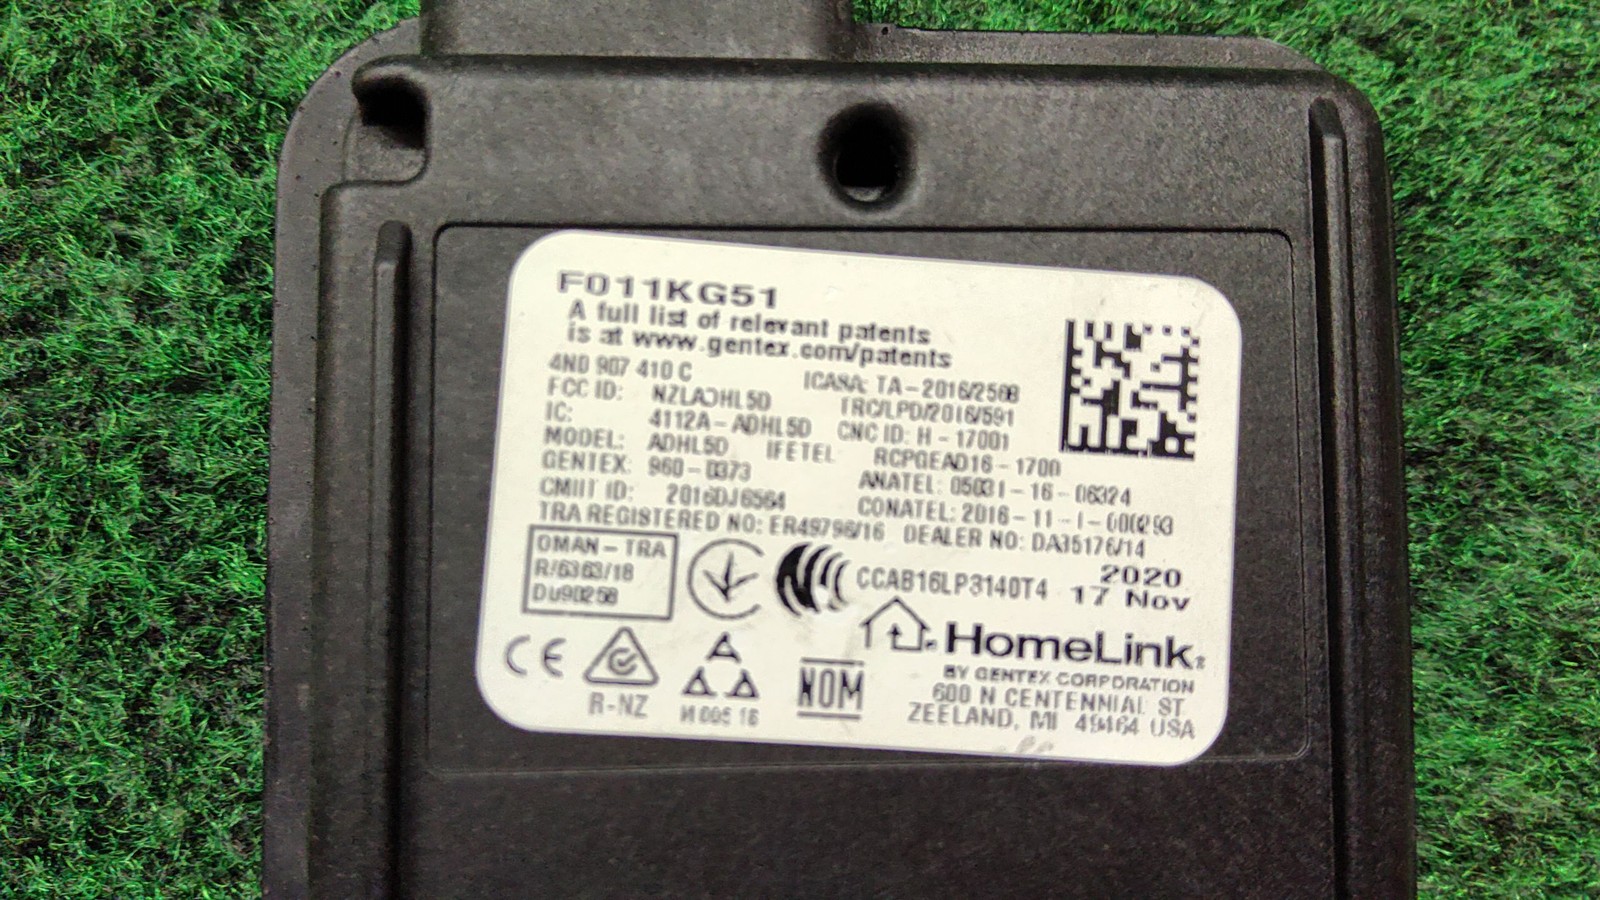 F011KG51
A full list of relevant patents
is at www.gentex.com/patents
4N0 907 410 C ICASA: TA-2016/2568
FCC ID: NZLADHL5D TRC/LPD/2016/591
IC: 4112A-ADHL5D CNC ID: H-17001
MODEL: ADHL5D IFETEL RCPGEAD16-1700
GENTEX: 960-0373 ANATEL: 05031-16-06324
CMIIT ID: 2016DJ6564 CONATEL: 2016-11-I-
TRA REGISTERED NO: ER49796/16 DEALER NO: DA35176/14
OMAN-TRA
R/6363/18
D090258
CCAB16LP3140T4
2020
17 Nov
HomeLink
BY GENTEX CORPORATION
600 N CENTENNIAL ST
ZEELAND, MI 49464 USA
CE
R-NZ
NOM